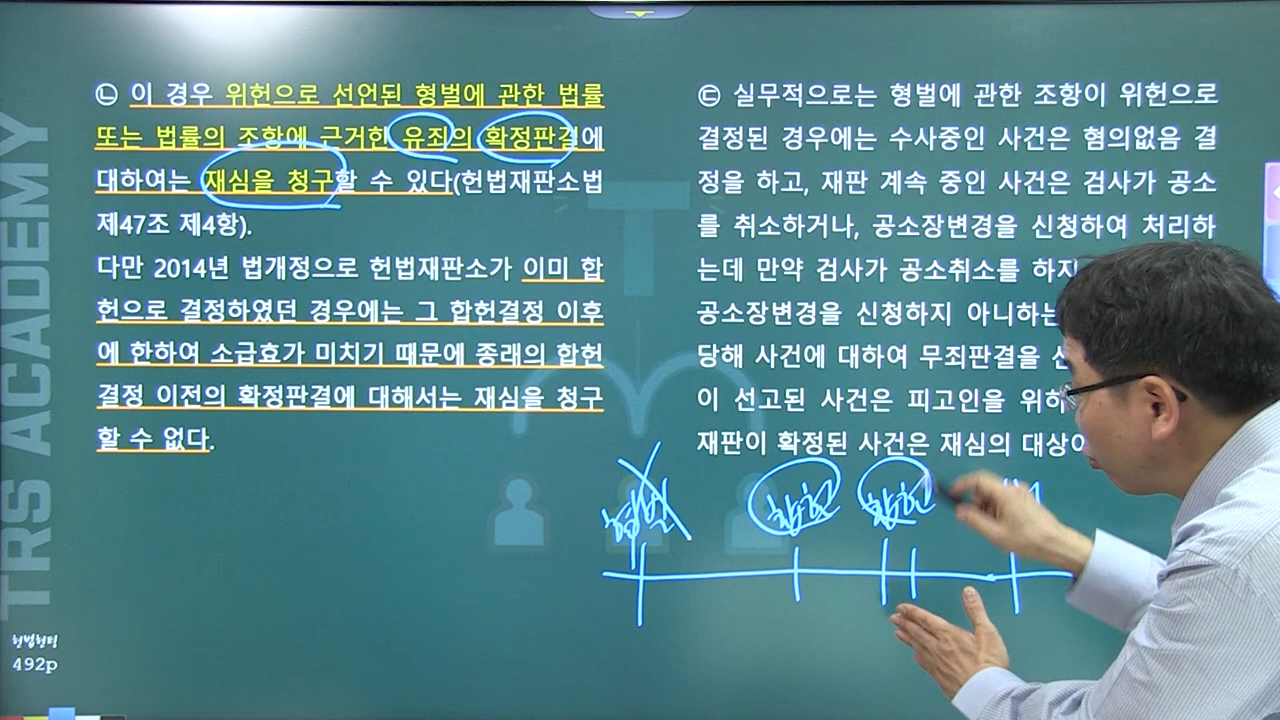 ㉡ 이 경우 위헌으로 선언된 형벌에 관한 법률
또는 법률의 조항에 근거한 유죄의 확정판결에
대하여는 재심을 청구할 수 있다(헌법재판소법
제47조 제4항).
다만 2014년 법개정으로 헌법재판소가 이미 합
헌으로 결정하였던 경우에는 그 합헌결정 이후
에 한하여 소급효가 미치기 때문에 종래의 합헌
결정 이전의 확정판결에 대해서는 재심을 청구
할 수 없다.
㉢ 실무적으로는 형벌에 관한 조항이 위헌으로
결정된 경우에는 수사중인 사건은 혐의없음 결
정을 하고, 재판 계속 중인 사건은 검사가 공소
를 취소하거나, 공소장변경을 신청하여 처리하
는데 만약 검사가 공소취소를 하지
공소장변경을 신청하지 아니하는
당해 사건에 대하여 무죄판결을 선
이 선고된 사건은 피고인을 위하
재판이 확정된 사건은 재심의 대상이
형벌 합헌 합헌
TRS ACADEMY
헌법헌팅
492p